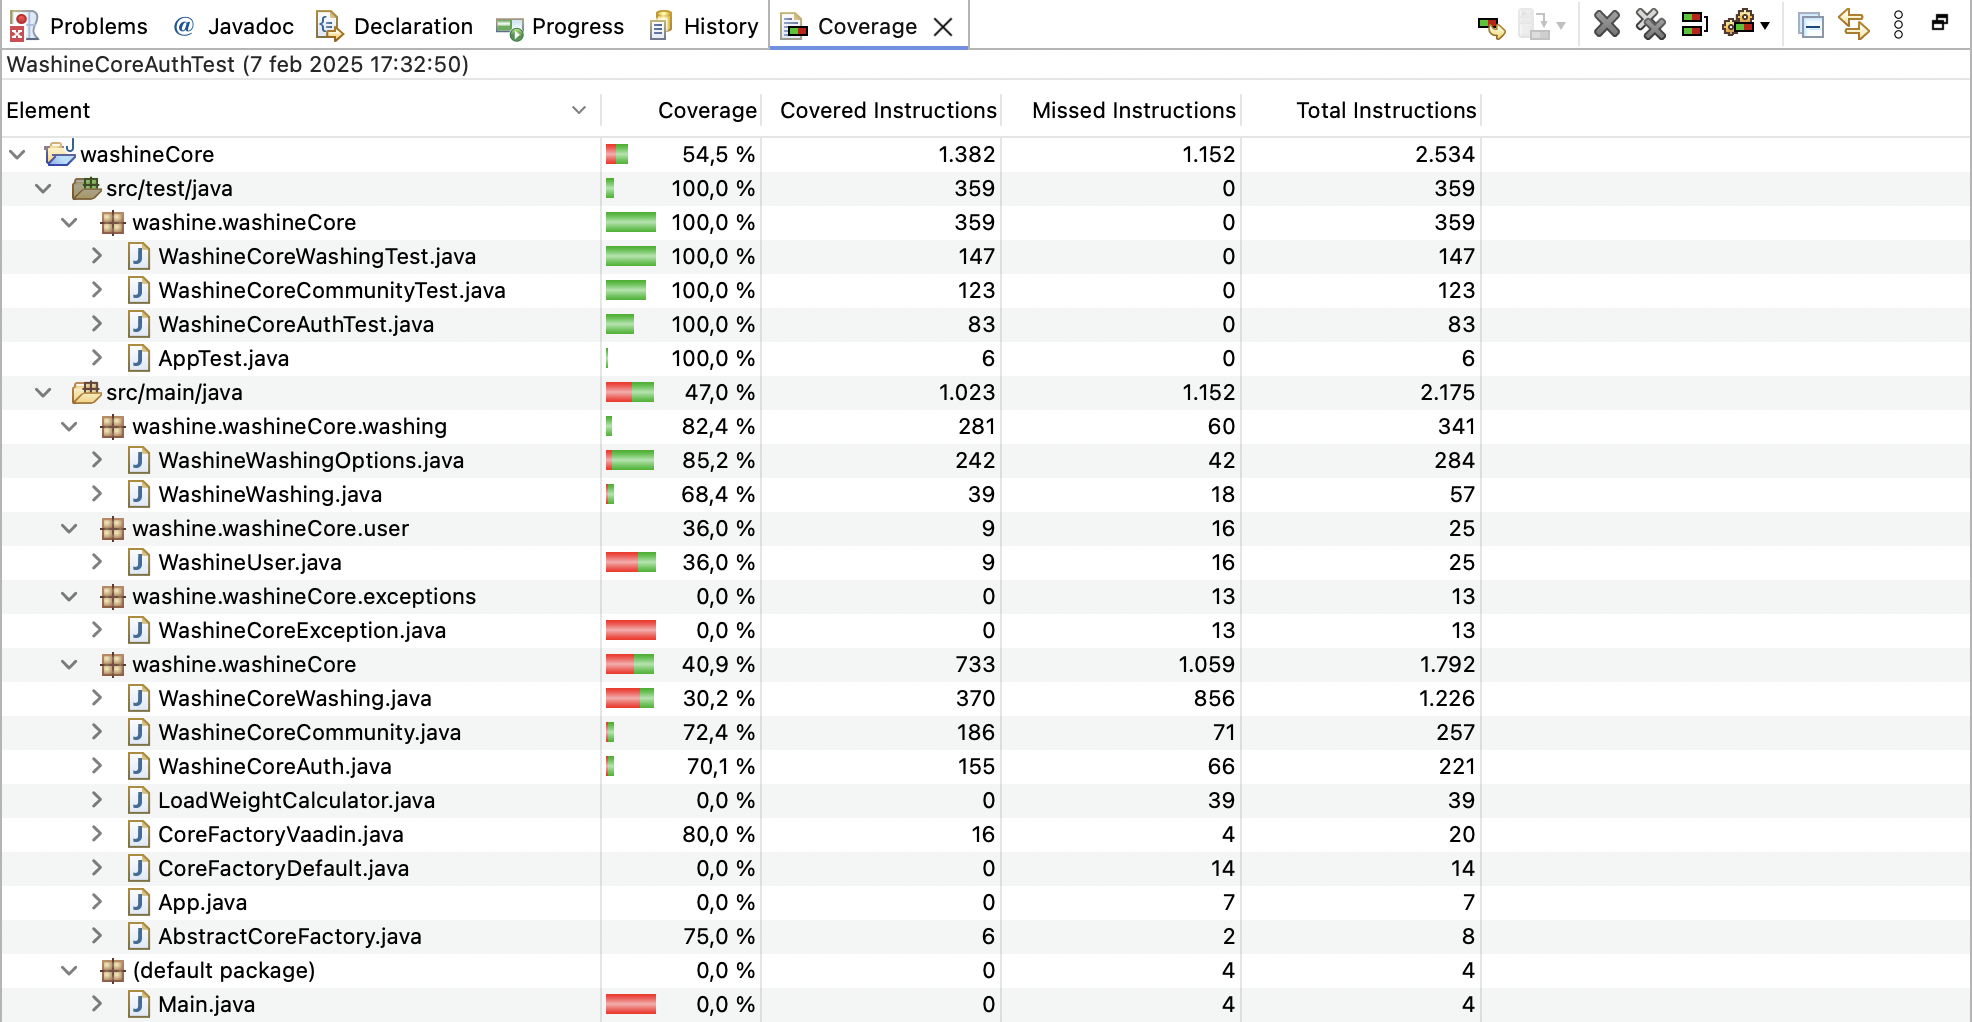 Problems @ Javadoc Declaration Progress History Coverage
WashineCoreAuthTest (7 feb 2025 17:32:50)
Element Coverage Covered Instructions Missed Instructions Total Instructions
washineCore 54,5 % 1.382 1.152 2.534
src/test/java 100,0 % 359 0 359
washine.washineCore 100,0 % 359 0 359
WashineCoreWashingTest.java 100,0 % 147 0 147
WashineCoreCommunityTest.java 100,0 % 123 0 123
WashineCoreAuthTest.java 100,0 % 83 0 83
AppTest.java 100,0 % 6 0 6
src/main/java 47,0 % 1.023 1.152 2.175
washine.washineCore.washing 82,4 % 281 60 341
WashineWashingOptions.java 85,2 % 242 42 284
WashineWashing.java 68,4 % 39 18 57
washine.washineCore.user 36,0 % 9 16 25
WashineUser.java 36,0 % 9 16 25
washine.washineCore.exceptions 0,0 % 0 13 13
WashineCoreException.java 0,0 % 0 13 13
washine.washineCore 40,9 % 733 1.059 1.792
WashineCoreWashing.java 30,2 % 370 856 1.226
WashineCoreCommunity.java 72,4 % 186 71 257
WashineCoreAuth.java 70,1 % 155 66 221
LoadWeightCalculator.java 0,0 % 0 39 39
CoreFactoryVaadin.java 80,0 % 16 4 20
CoreFactoryDefault.java 0,0 % 0 14 14
App.java 0,0 % 0 7 7
AbstractCoreFactory.java 75,0 % 6 2 8
(default package) 0,0 % 0 4 4
Main.java 0,0 % 0 4 4